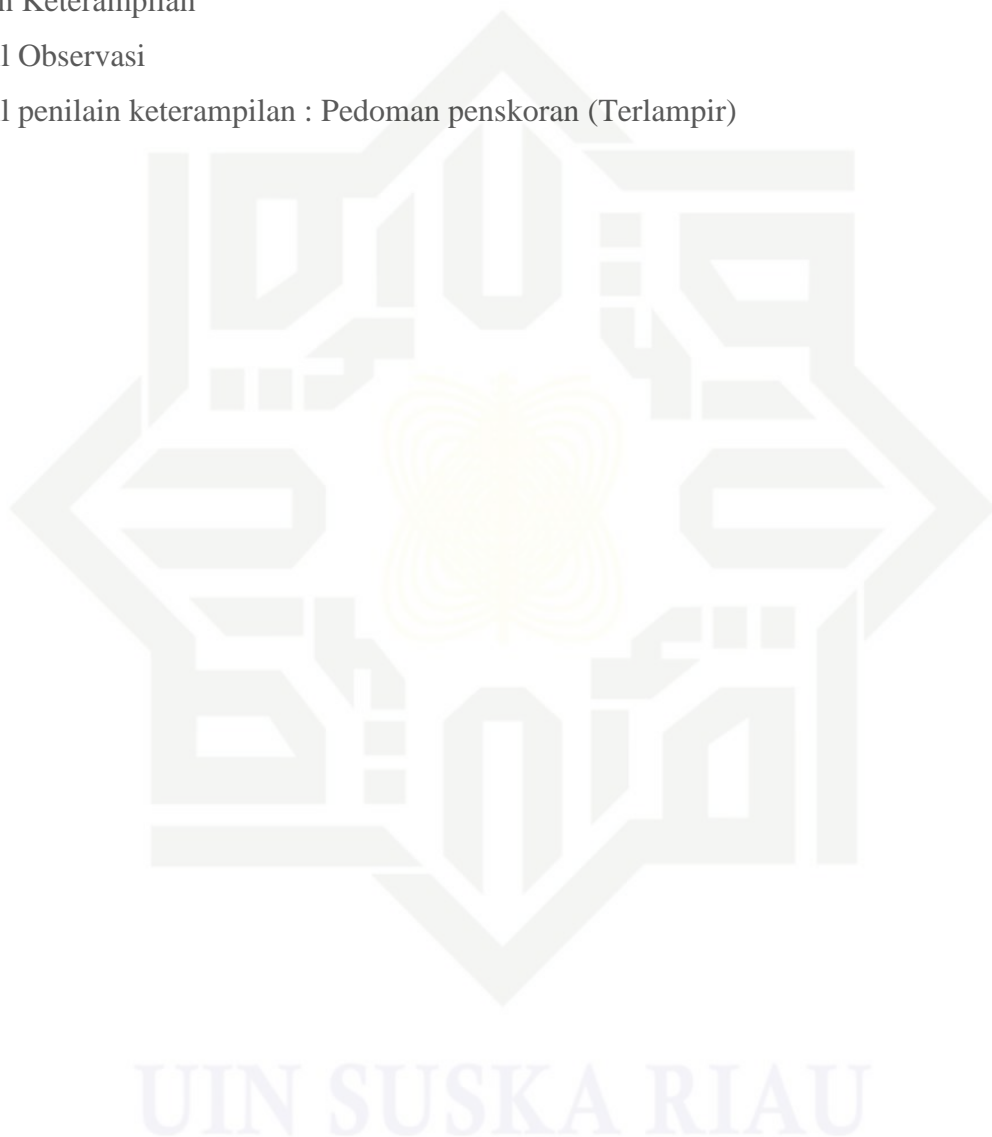 Keterampilan
Observasi
penilain keterampilan : Pedoman penskoran (Terlampir)
UIN SUSKA RIAU